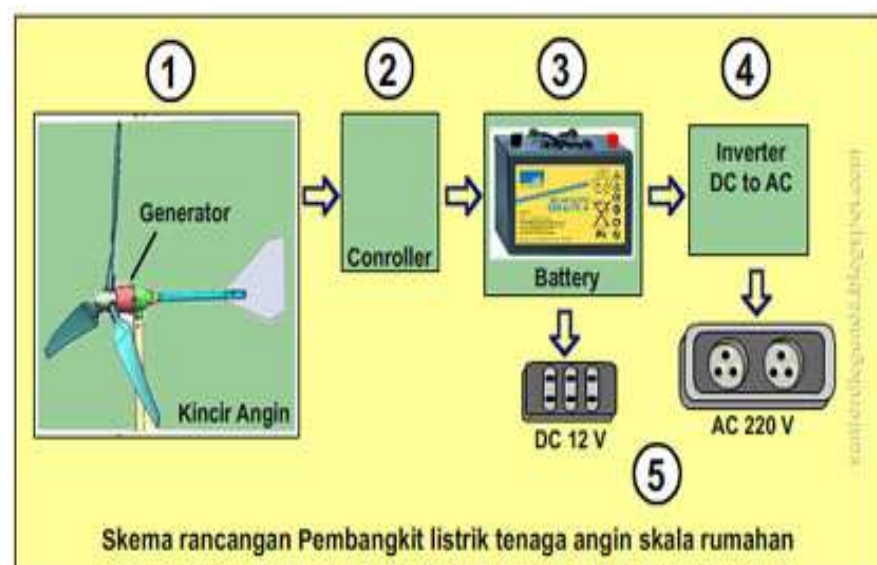 1
2
3
4
Generator
Kincir Angin
Conroller
Battery
Inverter
DC to AC
DC 12 V
AC 220 V
5
Skema rancangan Pembangkit listrik tenaga angin skala rumahan